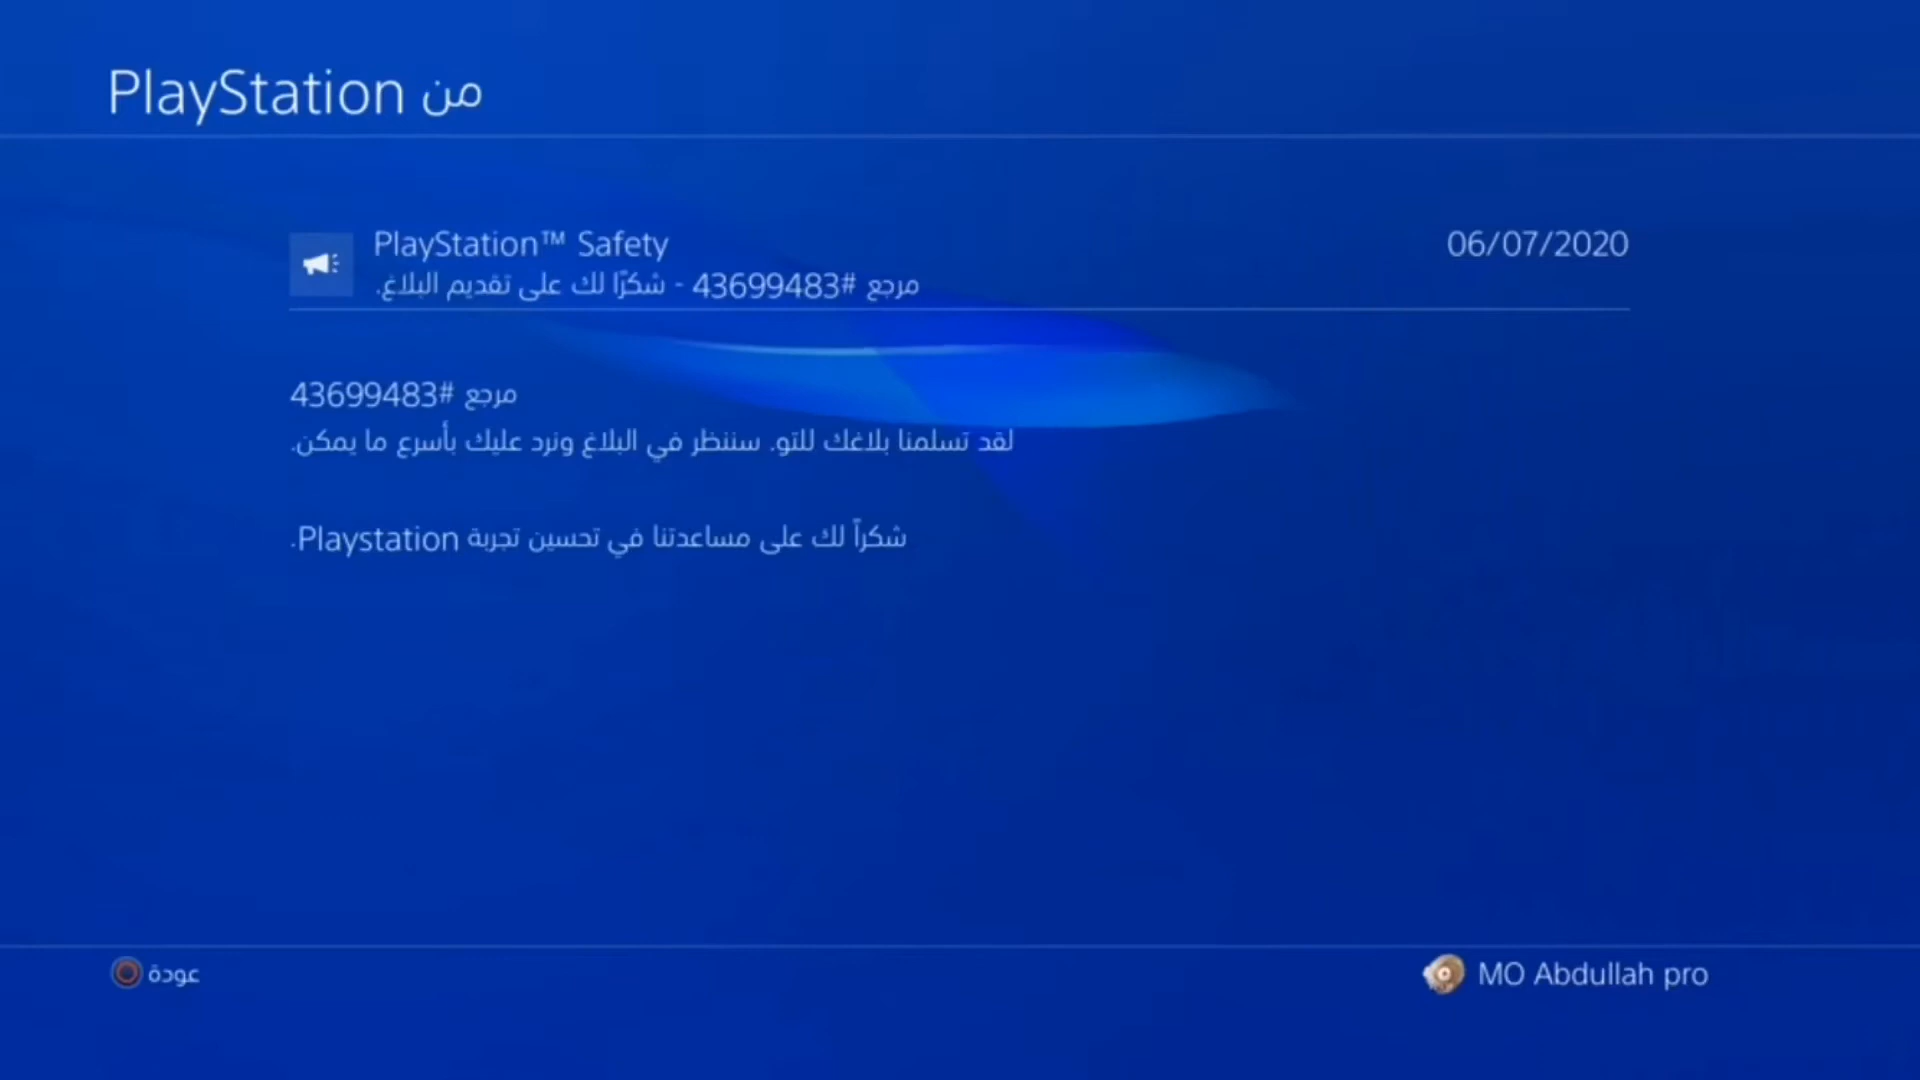 من PlayStation
PlayStation™ Safety
06/07/2020
مرجع #43699483 - شكرًا لك على تقديم البلاغ.
مرجع #43699483
لقد تسلمنا بلاغك للتو. سننظر في البلاغ ونرد عليك بأسرع ما يمكن.
شكراً لك على مساعدتنا في تحسين تجربة Playstation.
عودة
MO Abdullah pro